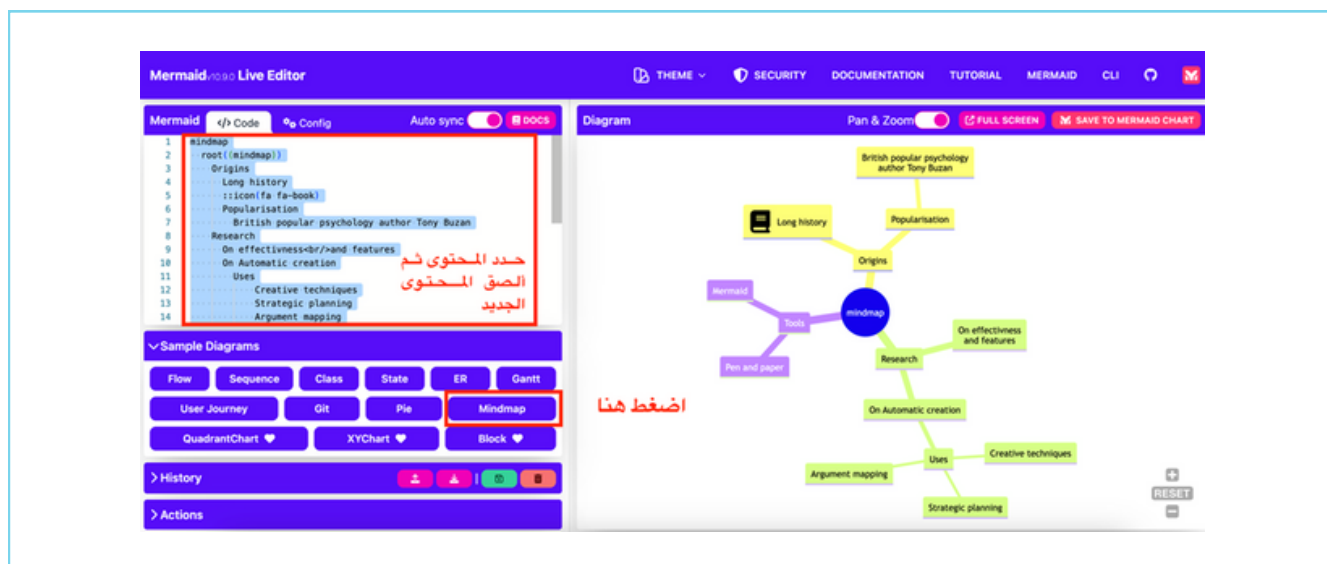 Mermaid v10.9.0 Live Editor
THEME
SECURITY
DOCUMENTATION
TUTORIAL
MERMAID
CLI
Mermaid
</> Code
Config
Auto sync
DOCS
1 mindmap
2 root((mindmap))
3 Origins
4 Long history
5 ::icon(fa fa-book)
6 Popularisation
7 British popular psychology author Tony Buzan
8 Research
9 On effectivness<br/>and features
10 On Automatic creation
11 Uses
12 Creative techniques
13 Strategic planning
14 Argument mapping
حدد المحتوى ثم
ألصق المحتوى
الجديد
Sample Diagrams
Flow
Sequence
Class
State
ER
Gantt
User Journey
Git
Pie
Mindmap
QuadrantChart
XYChart
Block
History
Actions
Diagram
Pan & Zoom
FULL SCREEN
SAVE TO MERMAID CHART
British popular psychology
author Tony Buzan
Long history
Popularisation
Origins
Mermaid
mindmap
Tools
On effectivness
and features
Research
Pen and paper
اضغط هنا
On Automatic creation
Uses
Creative techniques
Argument mapping
Strategic planning
RESET